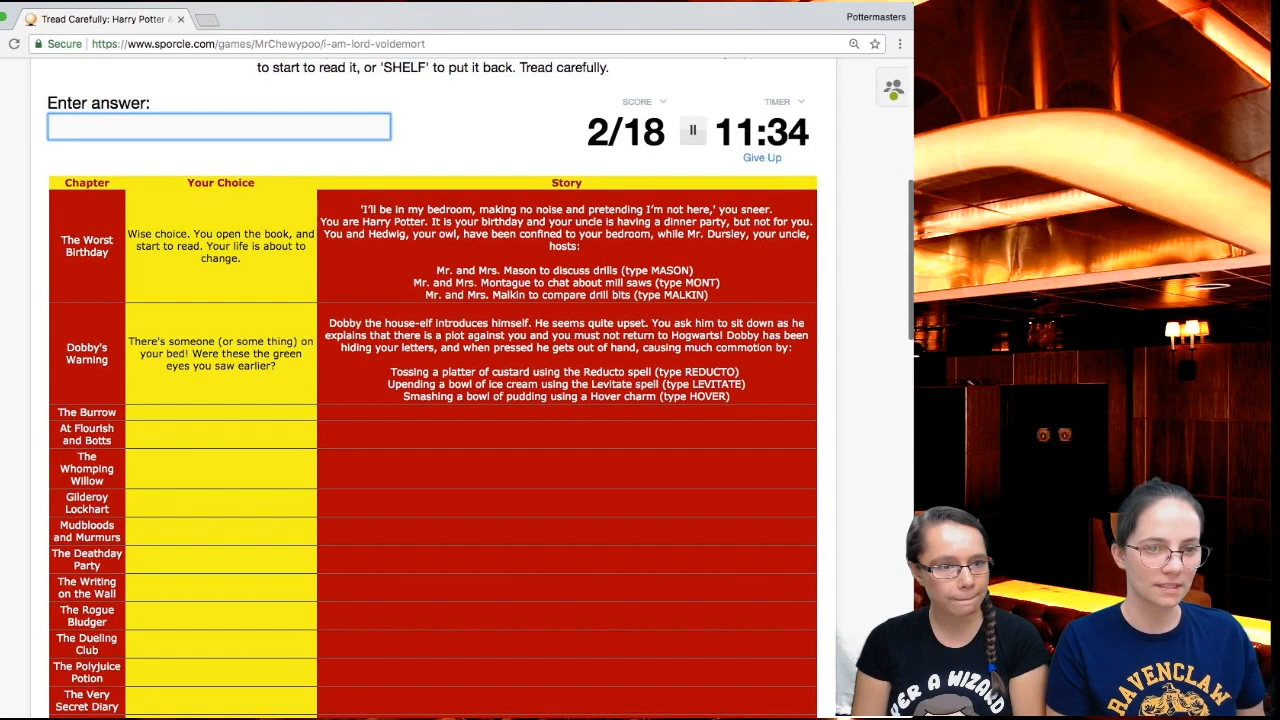 Tread Carefully: Harry Potter &
Pottermasters
Secure
https://www.sporcle.com/games/MrChewypoo/i-am-lord-voldemort
to start to read it, or 'SHELF' to put it back. Tread carefully.
Enter answer:
SCORE
TIMER
2/18
11:34
Give Up
Chapter
Your Choice
Story
The Worst
Birthday
Wise choice. You open the book, and
start to read. Your life is about to
change.
'I'll be in my bedroom, making no noise and pretending I'm not here,' you sneer.
You are Harry Potter. It is your birthday and your uncle is having a dinner party, but not for you.
You and Hedwig, your owl, have been confined to your bedroom, while Mr. Dursley, your uncle,
hosts:
Mr. and Mrs. Mason to discuss drills (type MASON)
Mr. and Mrs. Montague to chat about mill saws (type MONT)
Mr. and Mrs. Malkin to compare drill bits (type MALKIN)
Dobby's
Warning
There's someone (or some thing) on
your bed! Were these the green
eyes you saw earlier?
Dobby the house-elf introduces himself. He seems quite upset. You ask him to sit down as he
explains that there is a plot against you and you must not return to Hogwarts! Dobby has been
hiding your letters, and when pressed he gets out of hand, causing much commotion by:
Tossing a platter of custard using the Reducto spell (type REDUCTO)
Upending a bowl of ice cream using the Levitate spell (type LEVITATE)
Smashing a bowl of pudding using a Hover charm (type HOVER)
The Burrow
At Flourish
and Botts
The
Whomping
Willow
Gilderoy
Lockhart
Mudbloods
and Murmurs
The Deathday
Party
The Writing
on the Wall
The Rogue
Bludger
The Dueling
Club
The Polyjuice
Potion
The Very
Secret Diary
VER A WIZARD
RAVENCLAW